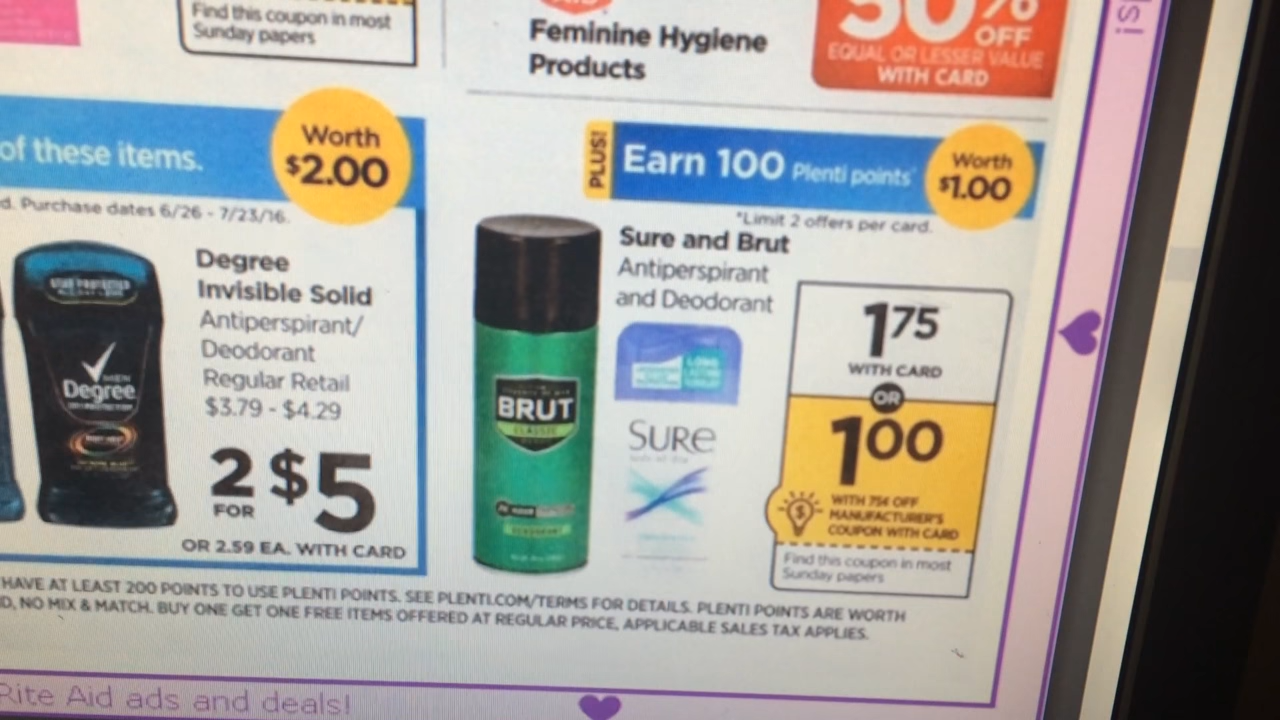 Find this coupon in most
Sunday papers
Feminine Hygiene
Products
50%
OFF
EQUAL OR LESSER VALUE
WITH CARD
of these items.
Worth
$2.00
d. Purchase dates 6/26 - 7/23/16.
Degree
Invisible Solid
Antiperspirant/
Deodorant
Regular Retail
$3.79 - $4.29
2 FOR $5
OR 2.59 EA. WITH CARD
MEN
Degree
PLUS!
Earn 100 Plenti points*
Worth
$1.00
*Limit 2 offers per card.
Sure and Brut
Antiperspirant
and Deodorant
BRUT
CLASSIC
LONG
LASTING
SURE
175
WITH CARD
OR
100
WITH 75¢ OFF
MANUFACTURER'S
COUPON WITH CARD
Find this coupon in most
Sunday papers
HAVE AT LEAST 200 POINTS TO USE PLENTI POINTS. SEE PLENTI.COM/TERMS FOR DETAILS. PLENTI POINTS ARE WORTH
D, NO MIX & MATCH. BUY ONE GET ONE FREE ITEMS OFFERED AT REGULAR PRICE, APPLICABLE SALES TAX APPLIES.
Rite Aid ads and deals!